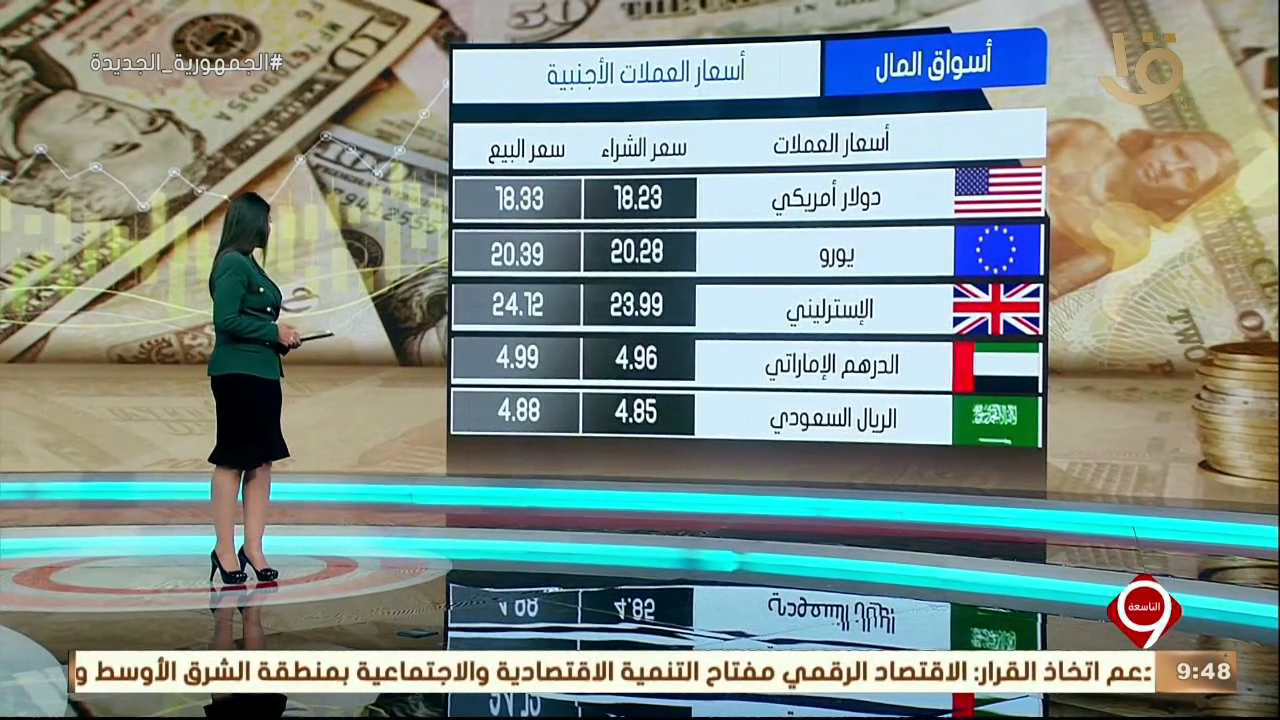 #الجمهورية_الجديدة
أسواق المال
أسعار العملات الأجنبية
أسعار العملات سعر الشراء سعر البيع
دولار أمريكي 18.23 18.33
يورو 20.28 20.39
الإسترليني 23.99 24.12
الدرهم الإماراتي 4.96 4.99
الريال السعودي 4.85 4.88
التاسعة
9
9:48
دعم اتخاذ القرار: الاقتصاد الرقمي مفتاح التنمية الاقتصادية والاجتماعية بمنطقة الشرق الأوسط و